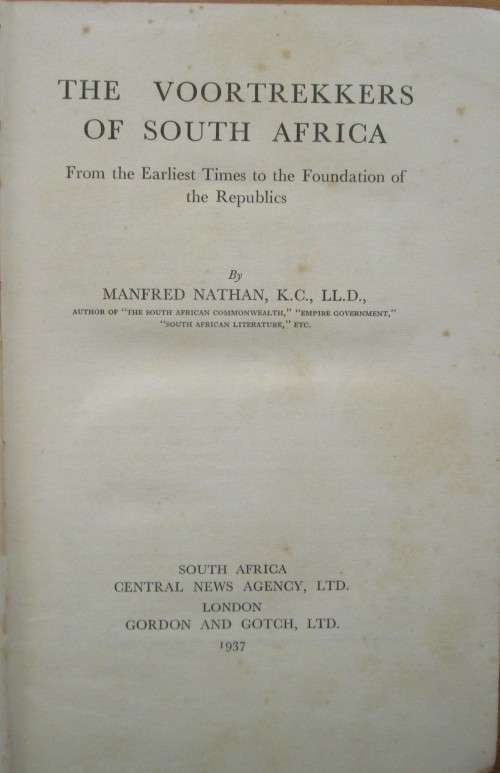 THE VOORTREKKERS
OF SOUTH AFRICA
From the Earliest Times to the Foundation of
the Republics
By
MANFRED NATHAN, K.C., LL.D.,
AUTHOR OF "THE SOUTH AFRICAN COMMONWEALTH," "EMPIRE GOVERNMENT,"
"SOUTH AFRICAN LITERATURE," ETC.
SOUTH AFRICA
CENTRAL NEWS AGENCY, LTD.
LONDON
GORDON AND GOTCH, LTD.
1937